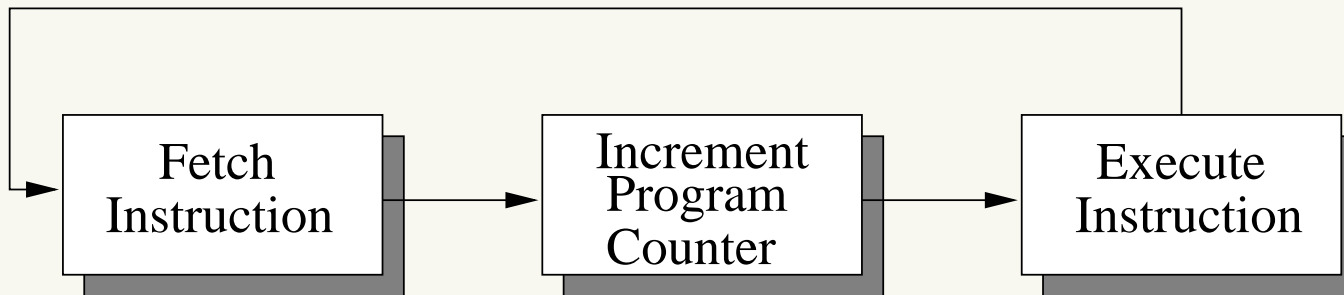 Fetch
Instruction
Increment
Program
Counter
Execute
Instruction